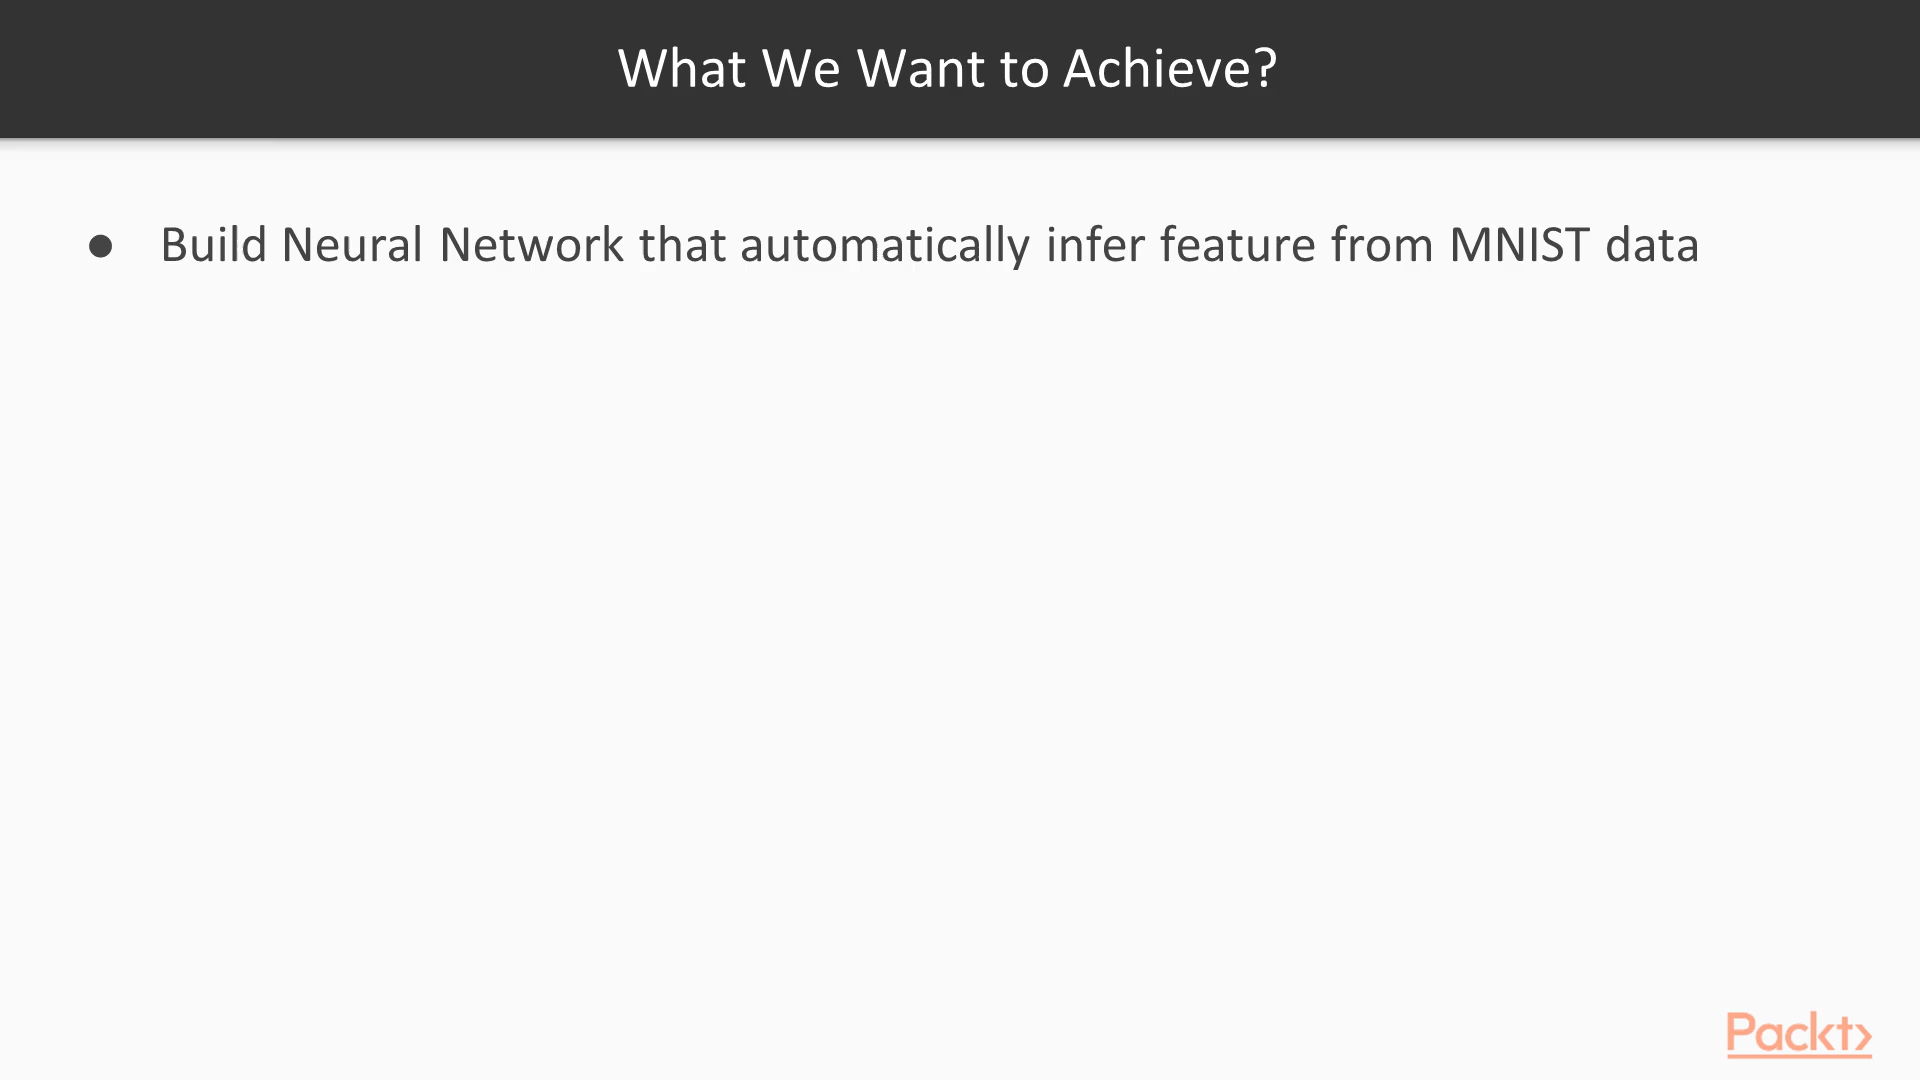 What We Want to Achieve?
● Build Neural Network that automatically infer feature from MNIST data
Packt>